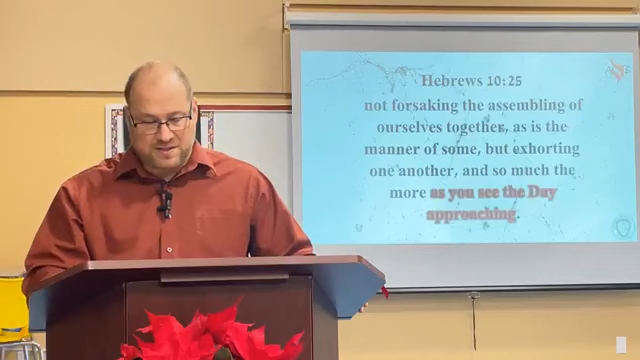 Hebrews 10:25
not forsaking the assembling of
ourselves together, as is the
manner of some, but exhorting
one another, and so much the
more as you see the Day
approaching.